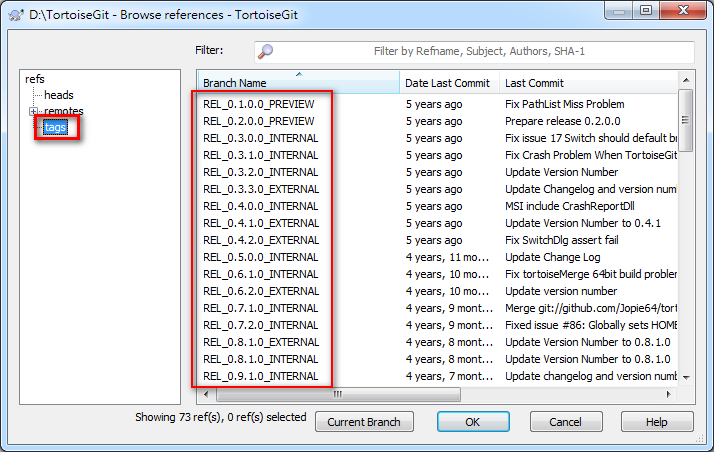 D:\TortoiseGit - Browse references - TortoiseGit
Filter: Filter by Refname, Subject, Authors, SHA-1
refs
heads
remotes
tags
Branch Name Date Last Commit Last Commit
REL_0.1.0.0_PREVIEW 5 years ago Fix PathList Miss Problem
REL_0.2.0.0_PREVIEW 5 years ago Prepare release 0.2.0.0
REL_0.3.0.0_INTERNAL 5 years ago Fix issue 17 Switch should default br
REL_0.3.1.0_INTERNAL 5 years ago Fix Crash Problem When TortoiseGit
REL_0.3.2.0_INTERNAL 5 years ago Update Version Number
REL_0.3.3.0_EXTERNAL 5 years ago Update Changelog and version num
REL_0.4.0.0_INTERNAL 5 years ago MSI include CrashReportDll
REL_0.4.1.0_EXTERNAL 5 years ago Update Version Number to 0.4.1
REL_0.4.2.0_EXTERNAL 5 years ago Fix SwitchDlg assert fail
REL_0.5.0.0_INTERNAL 4 years, 11 mo... Update Change Log
REL_0.6.1.0_INTERNAL 4 years, 10 mo... Fix tortoiseMerge 64bit build problem
REL_0.6.2.0_EXTERNAL 4 years, 10 mo... Update version number
REL_0.7.1.0_INTERNAL 4 years, 9 mont... Merge git://github.com/Jopie64/tort
REL_0.7.2.0_INTERNAL 4 years, 9 mont... Fixed issue #86: Globally sets HOME
REL_0.8.1.0_EXTERNAL 4 years, 8 mont... Update Version Number to 0.8.1.0
REL_0.8.1.0_INTERNAL 4 years, 8 mont... Update Version Number to 0.8.1.0
REL_0.9.1.0_INTERNAL 4 years, 7 mont... Update changelog and version numb
Showing 73 ref(s), 0 ref(s) selected Current Branch OK Cancel Help